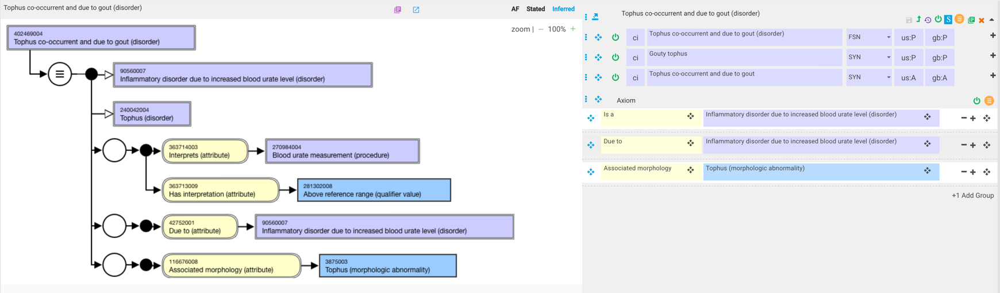 Tophus co-occurrent and due to gout (disorder)
AF Stated Inferred
zoom | − 100% +
402469004
Tophus co-occurrent and due to gout (disorder)
90560007
Inflammatory disorder due to increased blood urate level (disorder)
240042004
Tophus (disorder)
363714003
Interprets (attribute)
270984004
Blood urate measurement (procedure)
363713009
Has interpretation (attribute)
281302008
Above reference range (qualifier value)
42752001
Due to (attribute)
90560007
Inflammatory disorder due to increased blood urate level (disorder)
116676008
Associated morphology (attribute)
3875003
Tophus (morphologic abnormality)
Tophus co-occurrent and due to gout (disorder)
S
ci Tophus co-occurrent and due to gout (disorder) FSN us:P gb:P
ci Gouty tophus SYN us:P gb:P
ci Tophus co-occurrent and due to gout SYN us:A gb:A
Axiom
Is a Inflammatory disorder due to increased blood urate level (disorder)
Due to Inflammatory disorder due to increased blood urate level (disorder)
Associated morphology Tophus (morphologic abnormality)
+1 Add Group